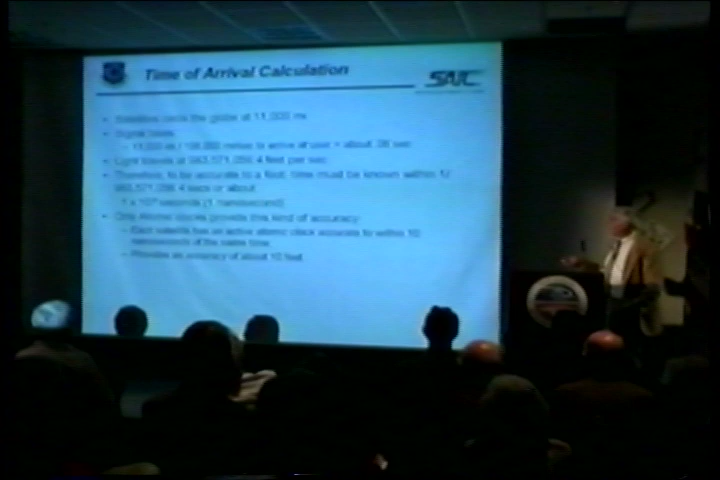 Time of Arrival Calculation
SAIC
Satellites circle the globe at 11,000 mi
Signal takes
11,000 mi / 186,000 mi/sec to arrive at user = about .06 sec
Light travels at 983,571,056.4 feet per sec
Therefore, to be accurate to a foot, time must be known within 1/
983,571,056.4 secs or about
1 x 10⁻⁹ seconds (1 nanosecond)
Only atomic clocks provide this kind of accuracy
– Each satellite has an active atomic clock accurate to within 10
nanoseconds of the same time
– Provides an accuracy of about 10 feet